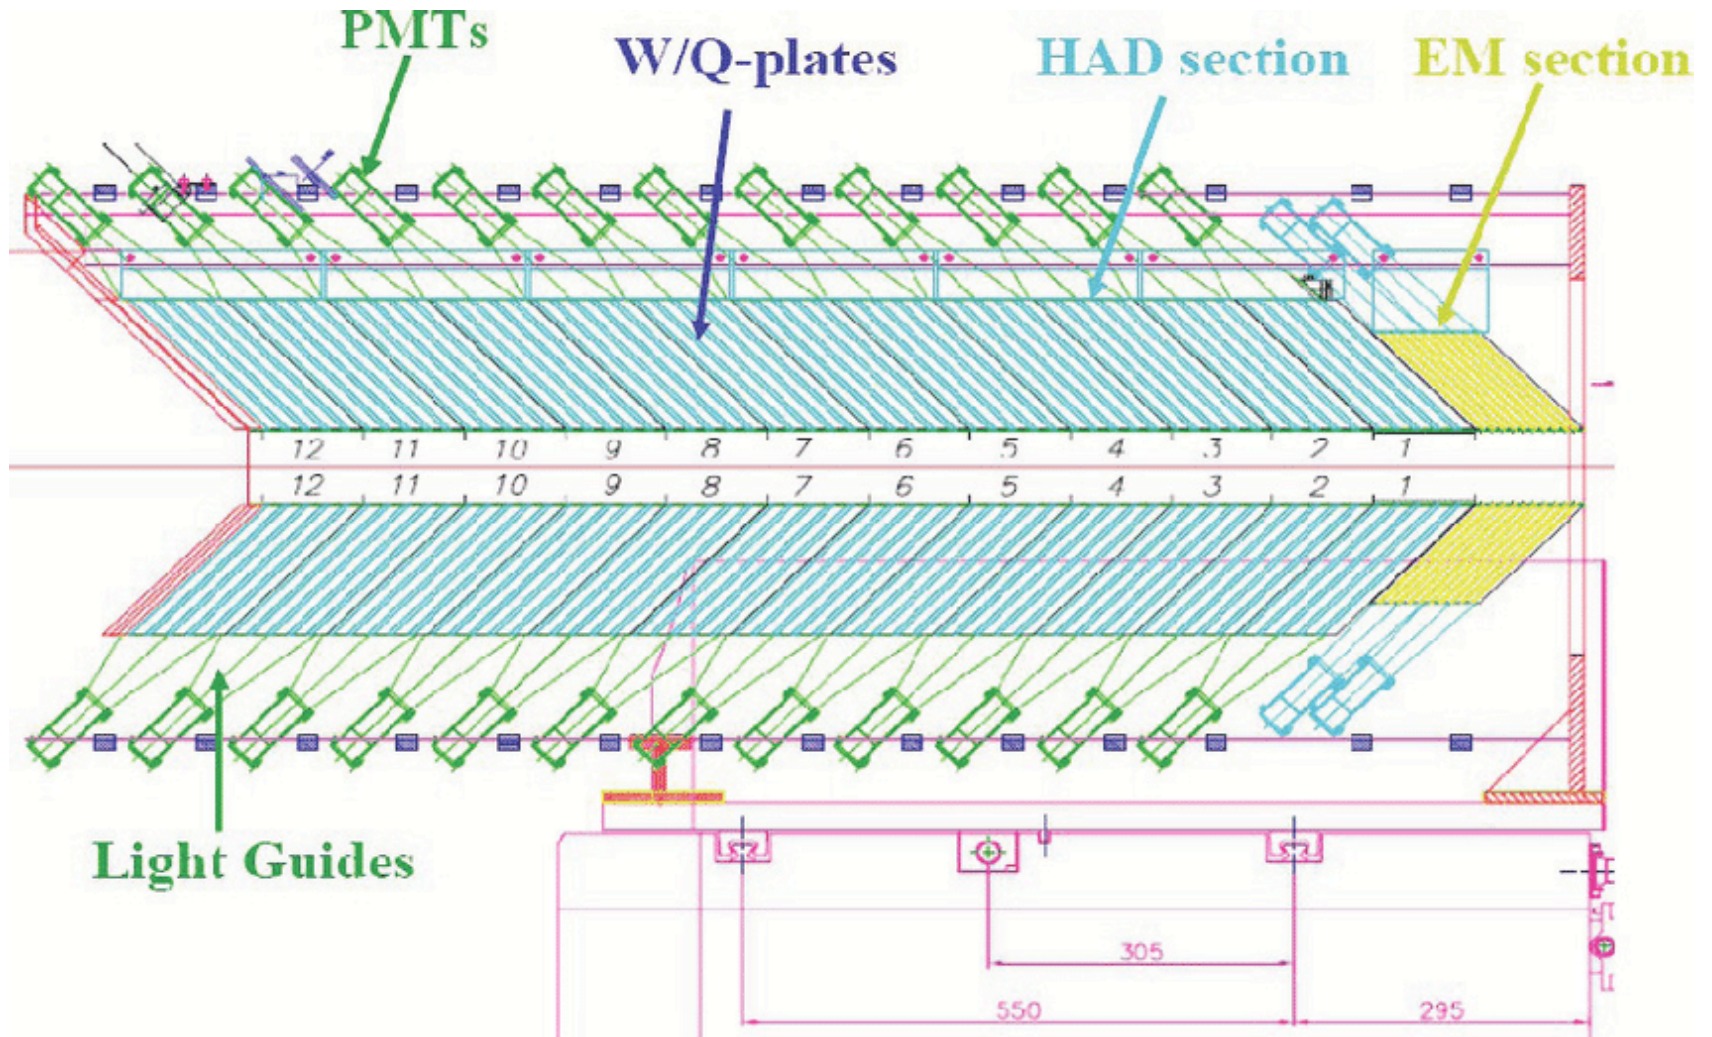 PMTs
W/Q-plates
HAD section
EM section
12 11 10 9 8 7 6 5 4 3 2 1
12 11 10 9 8 7 6 5 4 3 2 1
Light Guides
305
550
295